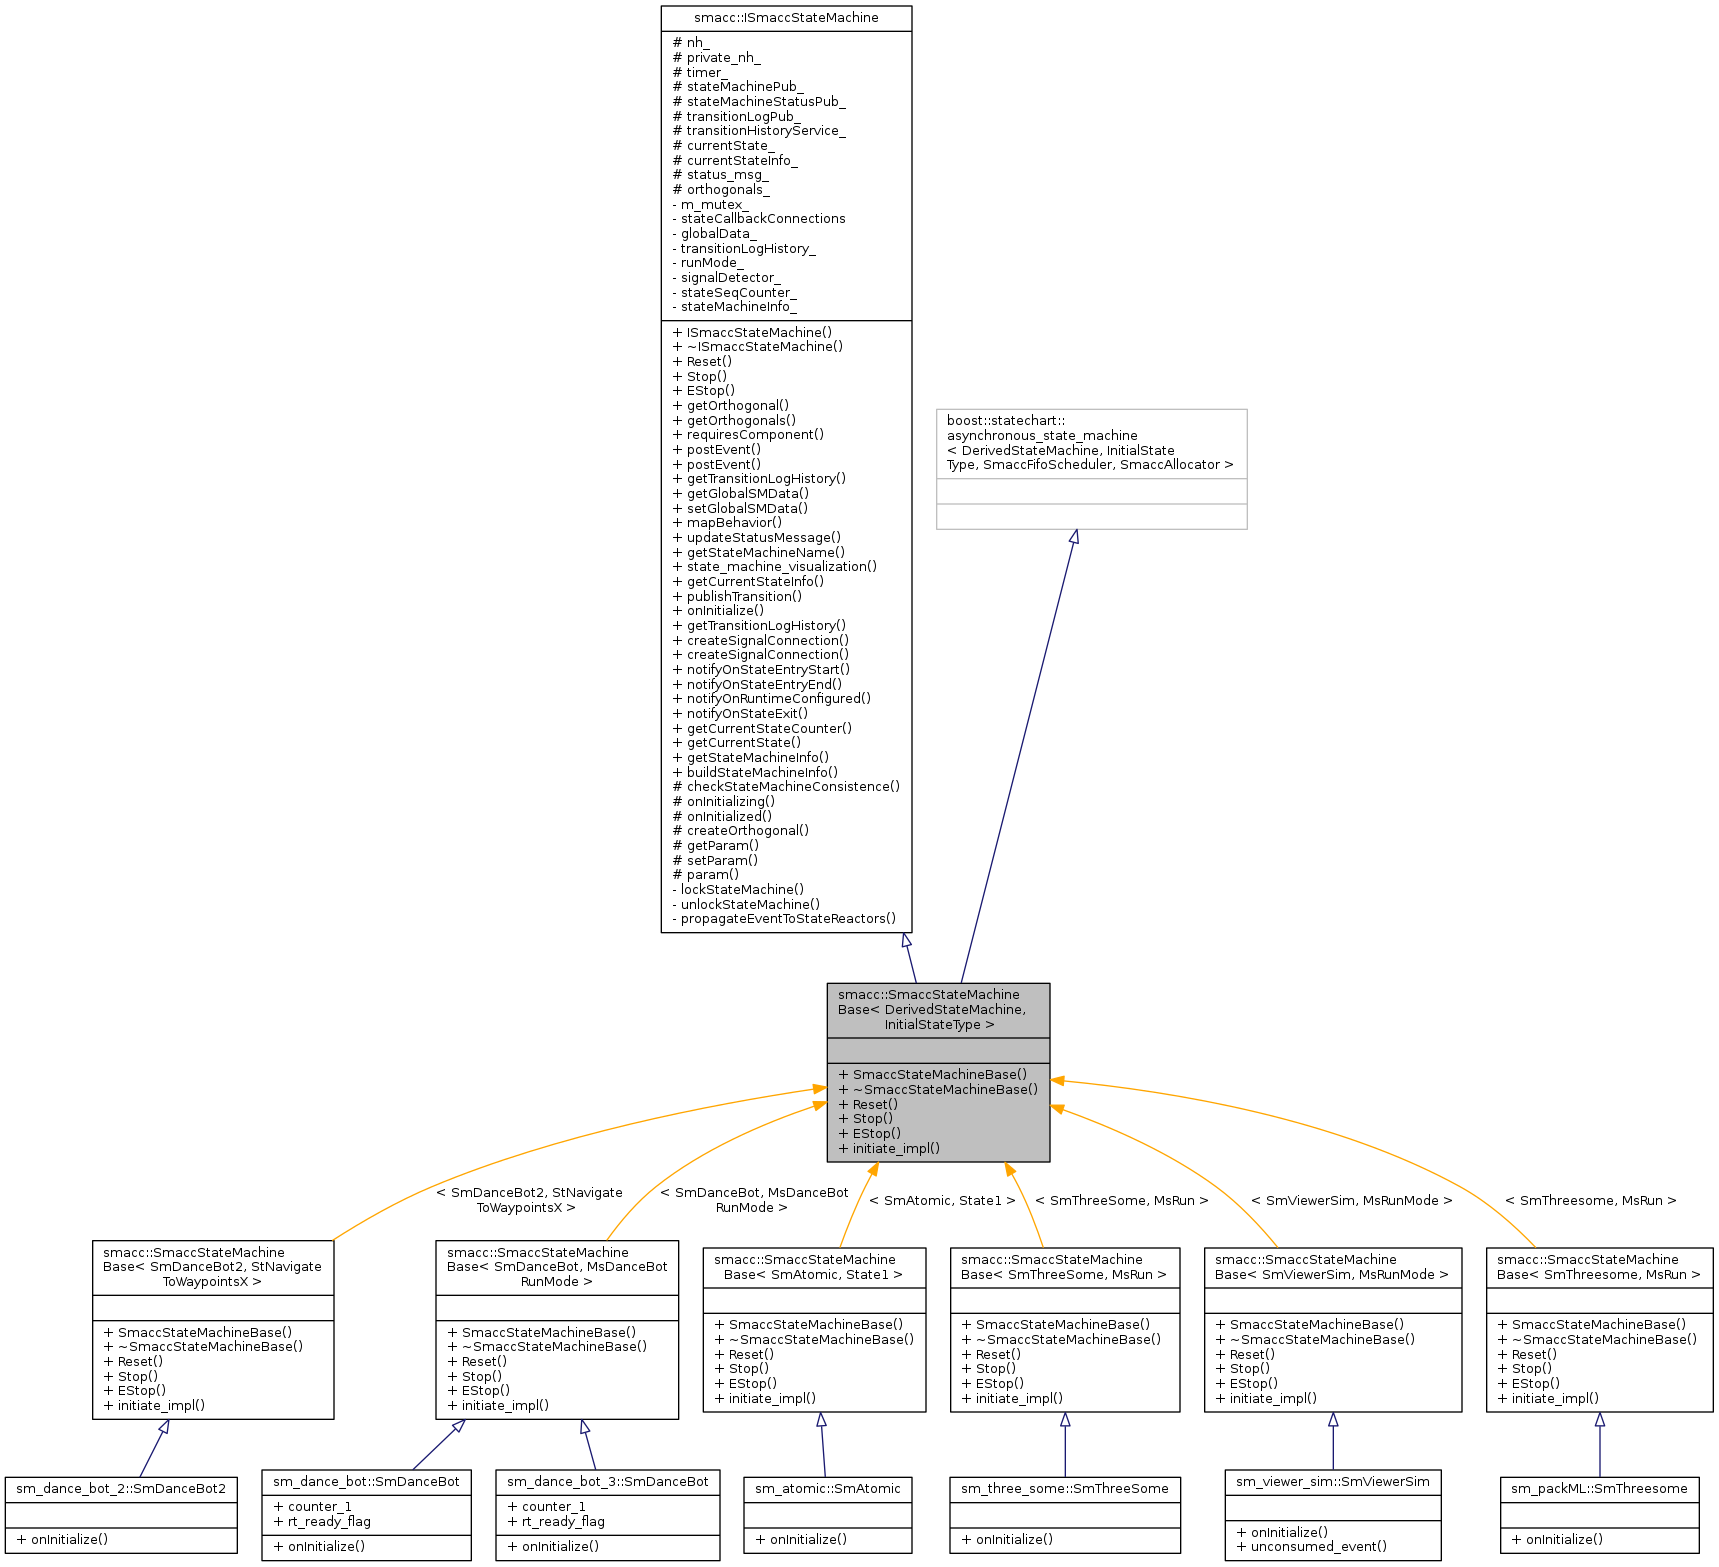 smacc::ISmaccStateMachine
# nh_
# private_nh_
# timer_
# stateMachinePub_
# stateMachineStatusPub_
# transitionLogPub_
# transitionHistoryService_
# currentState_
# currentStateInfo_
# status_msg_
# orthogonals_
- m_mutex_
- stateCallbackConnections
- globalData_
- transitionLogHistory_
- runMode_
- signalDetector_
- stateSeqCounter_
- stateMachineInfo_
+ ISmaccStateMachine()
+ ~ISmaccStateMachine()
+ Reset()
+ Stop()
+ EStop()
+ getOrthogonal()
+ getOrthogonals()
+ requiresComponent()
+ postEvent()
+ postEvent()
+ getTransitionLogHistory()
+ getGlobalSMData()
+ setGlobalSMData()
+ mapBehavior()
+ updateStatusMessage()
+ getStateMachineName()
+ state_machine_visualization()
+ getCurrentStateInfo()
+ publishTransition()
+ onInitialize()
+ getTransitionLogHistory()
+ createSignalConnection()
+ createSignalConnection()
+ notifyOnStateEntryStart()
+ notifyOnStateEntryEnd()
+ notifyOnRuntimeConfigured()
+ notifyOnStateExit()
+ getCurrentStateCounter()
+ getCurrentState()
+ getStateMachineInfo()
+ buildStateMachineInfo()
# checkStateMachineConsistence()
# onInitializing()
# onInitialized()
# createOrthogonal()
# getParam()
# setParam()
# param()
- lockStateMachine()
- unlockStateMachine()
- propagateEventToStateReactors()
boost::statechart::
asynchronous_state_machine
< DerivedStateMachine, InitialState
Type, SmaccFifoScheduler, SmaccAllocator >
smacc::SmaccStateMachine
Base< DerivedStateMachine,
InitialStateType >
+ SmaccStateMachineBase()
+ ~SmaccStateMachineBase()
+ Reset()
+ Stop()
+ EStop()
+ initiate_impl()
< SmDanceBot2, StNavigate
ToWaypointsX >
< SmDanceBot, MsDanceBot
RunMode >
< SmAtomic, State1 >
< SmThreeSome, MsRun >
< SmViewerSim, MsRunMode >
< SmThreesome, MsRun >
smacc::SmaccStateMachine
Base< SmDanceBot2, StNavigate
ToWaypointsX >
+ SmaccStateMachineBase()
+ ~SmaccStateMachineBase()
+ Reset()
+ Stop()
+ EStop()
+ initiate_impl()
smacc::SmaccStateMachine
Base< SmDanceBot, MsDanceBot
RunMode >
+ SmaccStateMachineBase()
+ ~SmaccStateMachineBase()
+ Reset()
+ Stop()
+ EStop()
+ initiate_impl()
smacc::SmaccStateMachine
Base< SmAtomic, State1 >
+ SmaccStateMachineBase()
+ ~SmaccStateMachineBase()
+ Reset()
+ Stop()
+ EStop()
+ initiate_impl()
smacc::SmaccStateMachine
Base< SmThreeSome, MsRun >
+ SmaccStateMachineBase()
+ ~SmaccStateMachineBase()
+ Reset()
+ Stop()
+ EStop()
+ initiate_impl()
smacc::SmaccStateMachine
Base< SmViewerSim, MsRunMode >
+ SmaccStateMachineBase()
+ ~SmaccStateMachineBase()
+ Reset()
+ Stop()
+ EStop()
+ initiate_impl()
smacc::SmaccStateMachine
Base< SmThreesome, MsRun >
+ SmaccStateMachineBase()
+ ~SmaccStateMachineBase()
+ Reset()
+ Stop()
+ EStop()
+ initiate_impl()
sm_dance_bot_2::SmDanceBot2
+ onInitialize()
sm_dance_bot::SmDanceBot
+ counter_1
+ rt_ready_flag
+ onInitialize()
sm_dance_bot_3::SmDanceBot
+ counter_1
+ rt_ready_flag
+ onInitialize()
sm_atomic::SmAtomic
+ onInitialize()
sm_three_some::SmThreeSome
+ onInitialize()
sm_viewer_sim::SmViewerSim
+ onInitialize()
+ unconsumed_event()
sm_packML::SmThreesome
+ onInitialize()